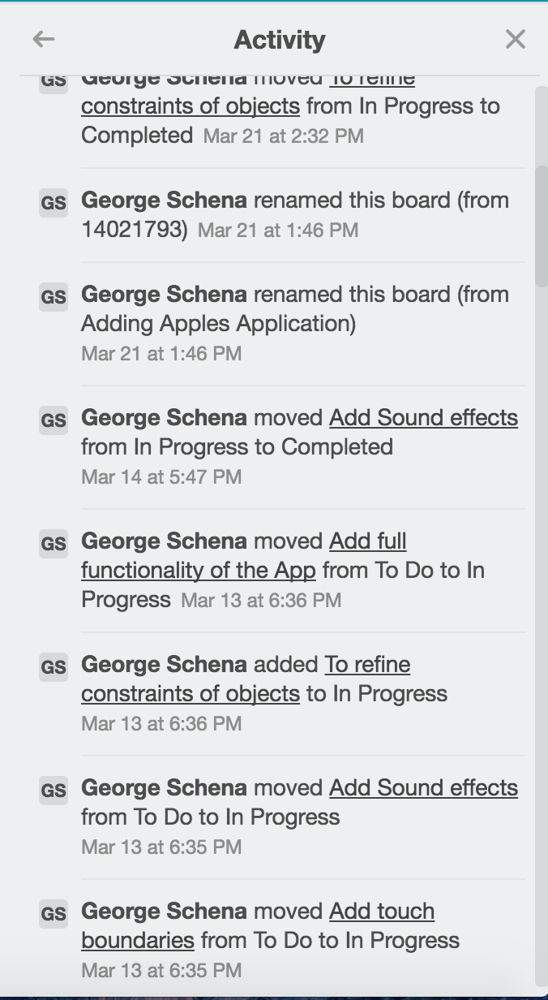 Activity
GS George Schena moved To refine
constraints of objects from In Progress to
Completed Mar 21 at 2:32 PM
GS George Schena renamed this board (from
14021793) Mar 21 at 1:46 PM
GS George Schena renamed this board (from
Adding Apples Application)
Mar 21 at 1:46 PM
GS George Schena moved Add Sound effects
from In Progress to Completed
Mar 14 at 5:47 PM
GS George Schena moved Add full
functionality of the App from To Do to In
Progress Mar 13 at 6:36 PM
GS George Schena added To refine
constraints of objects to In Progress
Mar 13 at 6:36 PM
GS George Schena moved Add Sound effects
from To Do to In Progress
Mar 13 at 6:35 PM
GS George Schena moved Add touch
boundaries from To Do to In Progress
Mar 13 at 6:35 PM